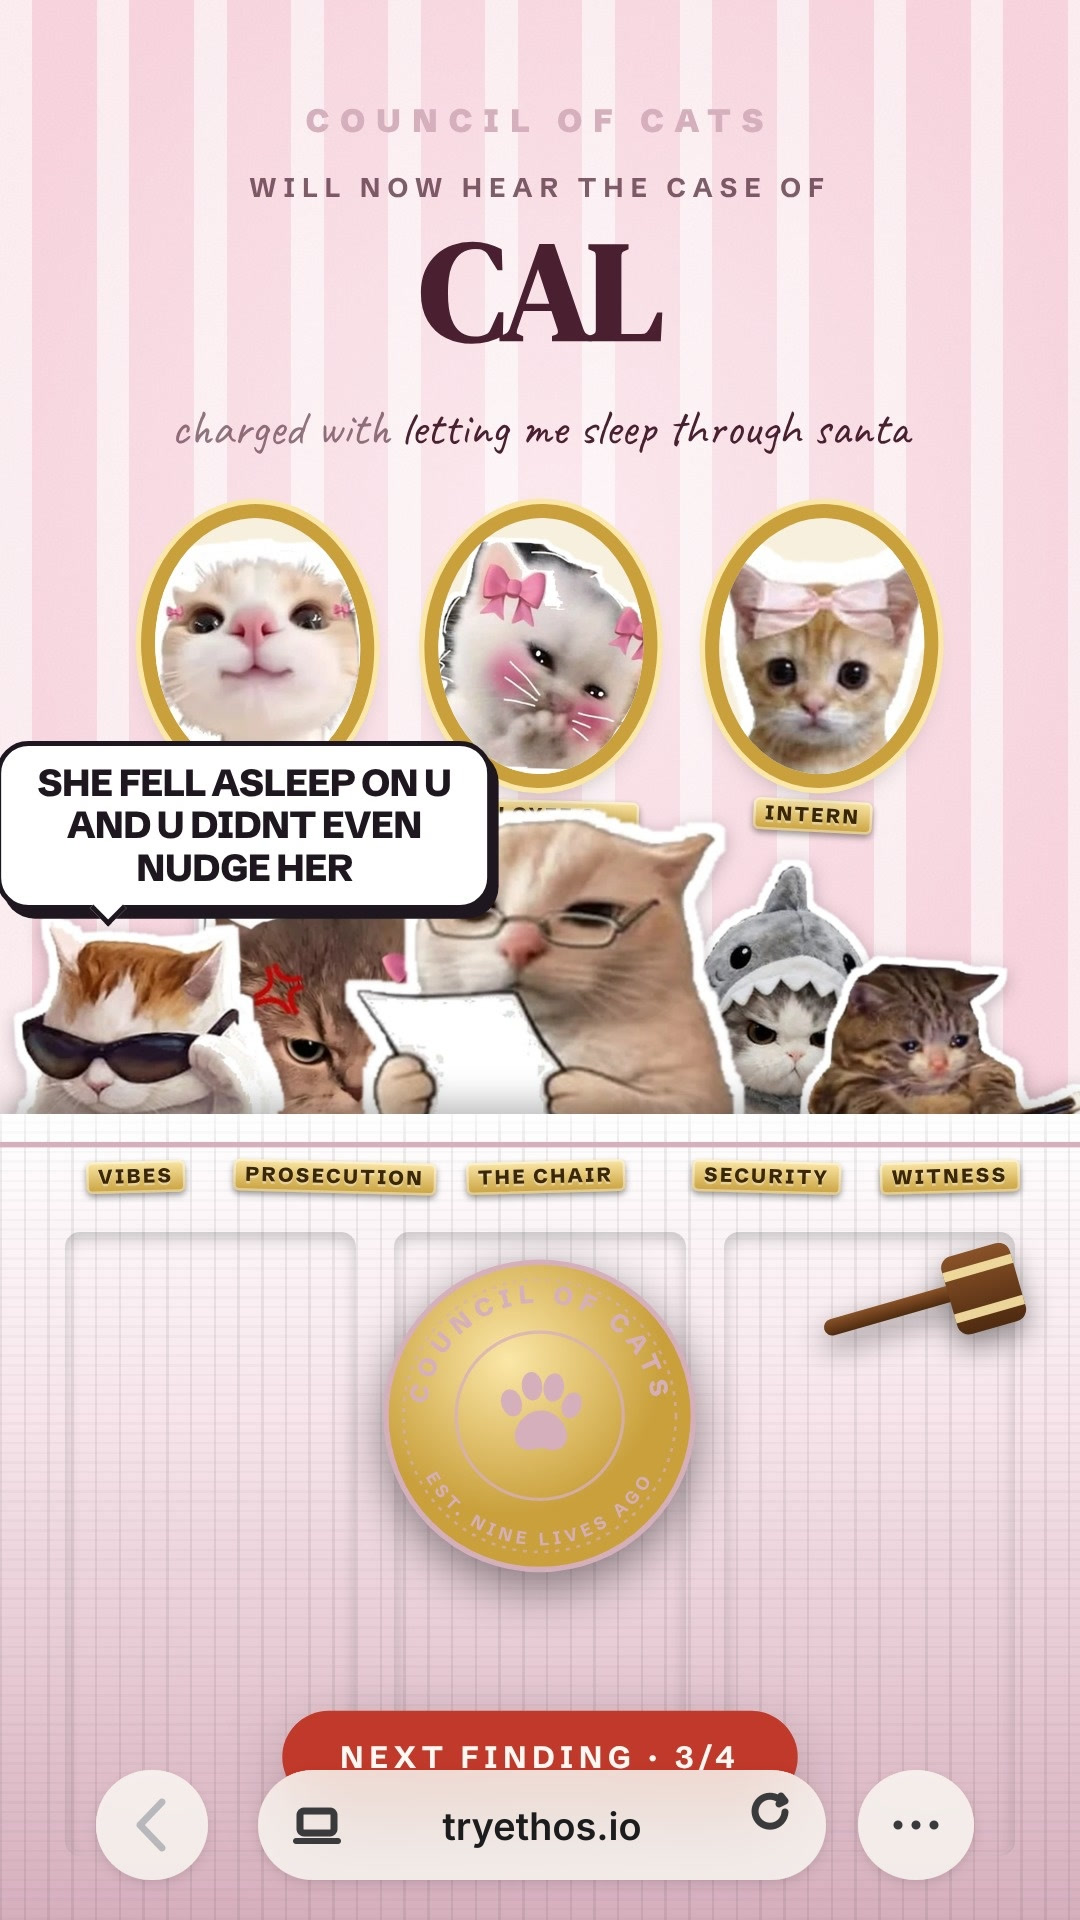 COUNCIL OF CATS
WILL NOW HEAR THE CASE OF
CAL
charged with letting me sleep through santa
SHE FELL ASLEEP ON U
AND U DIDNT EVEN
NUDGE HER
INTERN
VIBES
PROSECUTION
THE CHAIR
SECURITY
WITNESS
COUNCIL OF CATS
EST. NINE LIVES AGO
NEXT FINDING · 3/4
tryethos.io